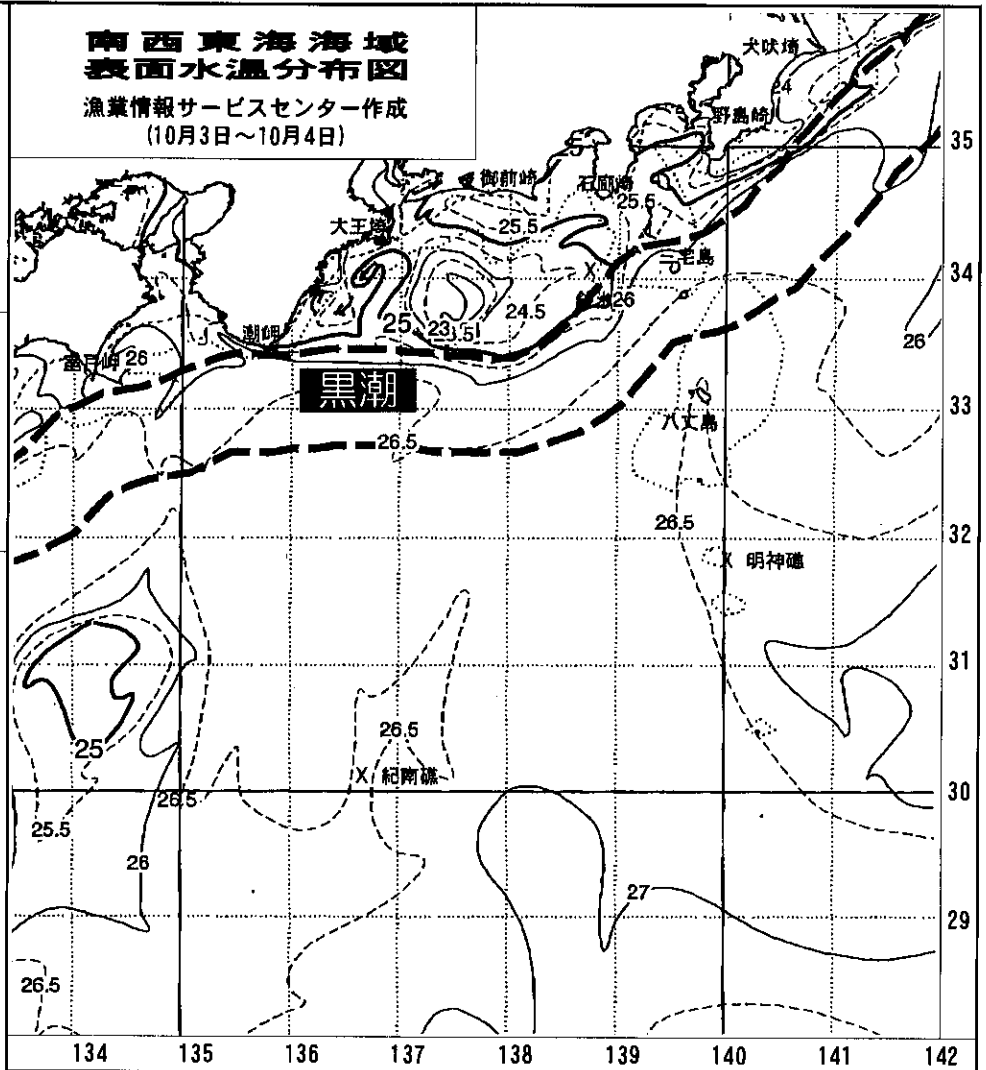 南西東海海域
表面水温分布図
漁業情報サービスセンター作成
(10月3日～10月4日)
犬吠埼
24
野島崎
35
御前崎
石廊崎
25.5
25.5
大王埼
三宅島
34
26
25
23
.5
24.5
潮岬
26
室戸岬
26
黒潮
33
八丈島
26.5
26.5
32
X 明神礁
31
26.5
25
X 紀南礁
26.5
30
25.5
26
27
29
26.5
134 135 136 137 138 139 140 141 142